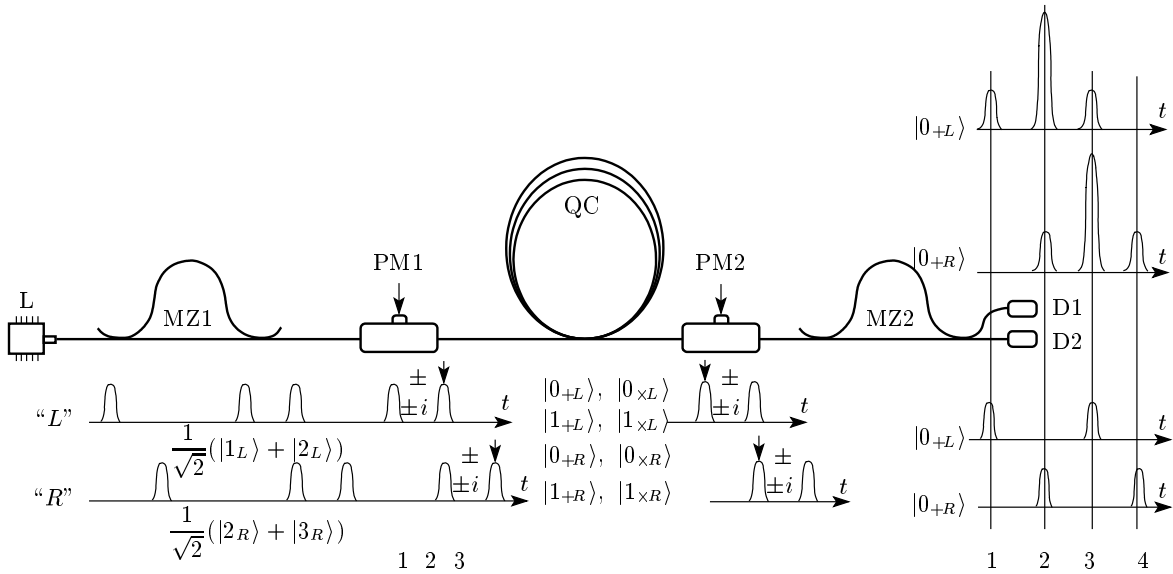 |0+L⟩
t
QC
|0+R⟩
t
PM1
PM2
L
MZ1
MZ2
D1
D2
“L”
±
±i
t
|0+L⟩, |0×L⟩
|1+L⟩, |1×L⟩
±
±i
t
|0+L⟩
t
1/√2(|1L⟩ + |2L⟩)
“R”
±
±i
t
|0+R⟩, |0×R⟩
|1+R⟩, |1×R⟩
±
±i
t
|0+R⟩
t
1/√2(|2R⟩ + |3R⟩)
1 2 3
1 2 3 4